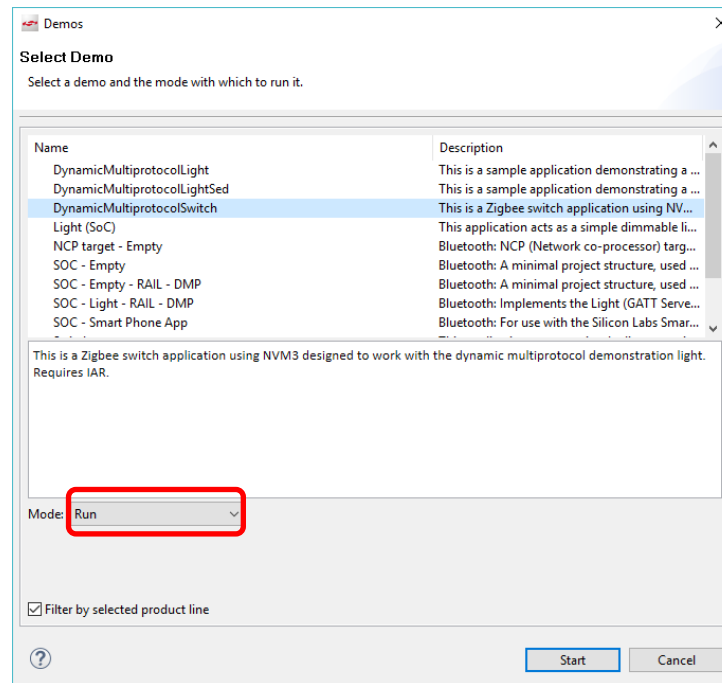 Demos
Select Demo
Select a demo and the mode with which to run it.
Name Description
DynamicMultiprotocolLight This is a sample application demonstrating a ...
DynamicMultiprotocolLightSed This is a sample application demonstrating a ...
DynamicMultiprotocolSwitch This is a Zigbee switch application using NV...
Light (SoC) This application acts as a simple dimmable li...
NCP target - Empty Bluetooth: NCP (Network co-processor) targ...
SOC - Empty Bluetooth: A minimal project structure, used ...
SOC - Empty - RAIL - DMP Bluetooth: A minimal project structure, used ...
SOC - Light - RAIL - DMP Bluetooth: Implements the Light (GATT Serve...
SOC - Smart Phone App Bluetooth: For use with the Silicon Labs Smar...
This is a Zigbee switch application using NVM3 designed to work with the dynamic multiprotocol demonstration light.
Requires IAR.
Mode: Run
Filter by selected product line
Start Cancel